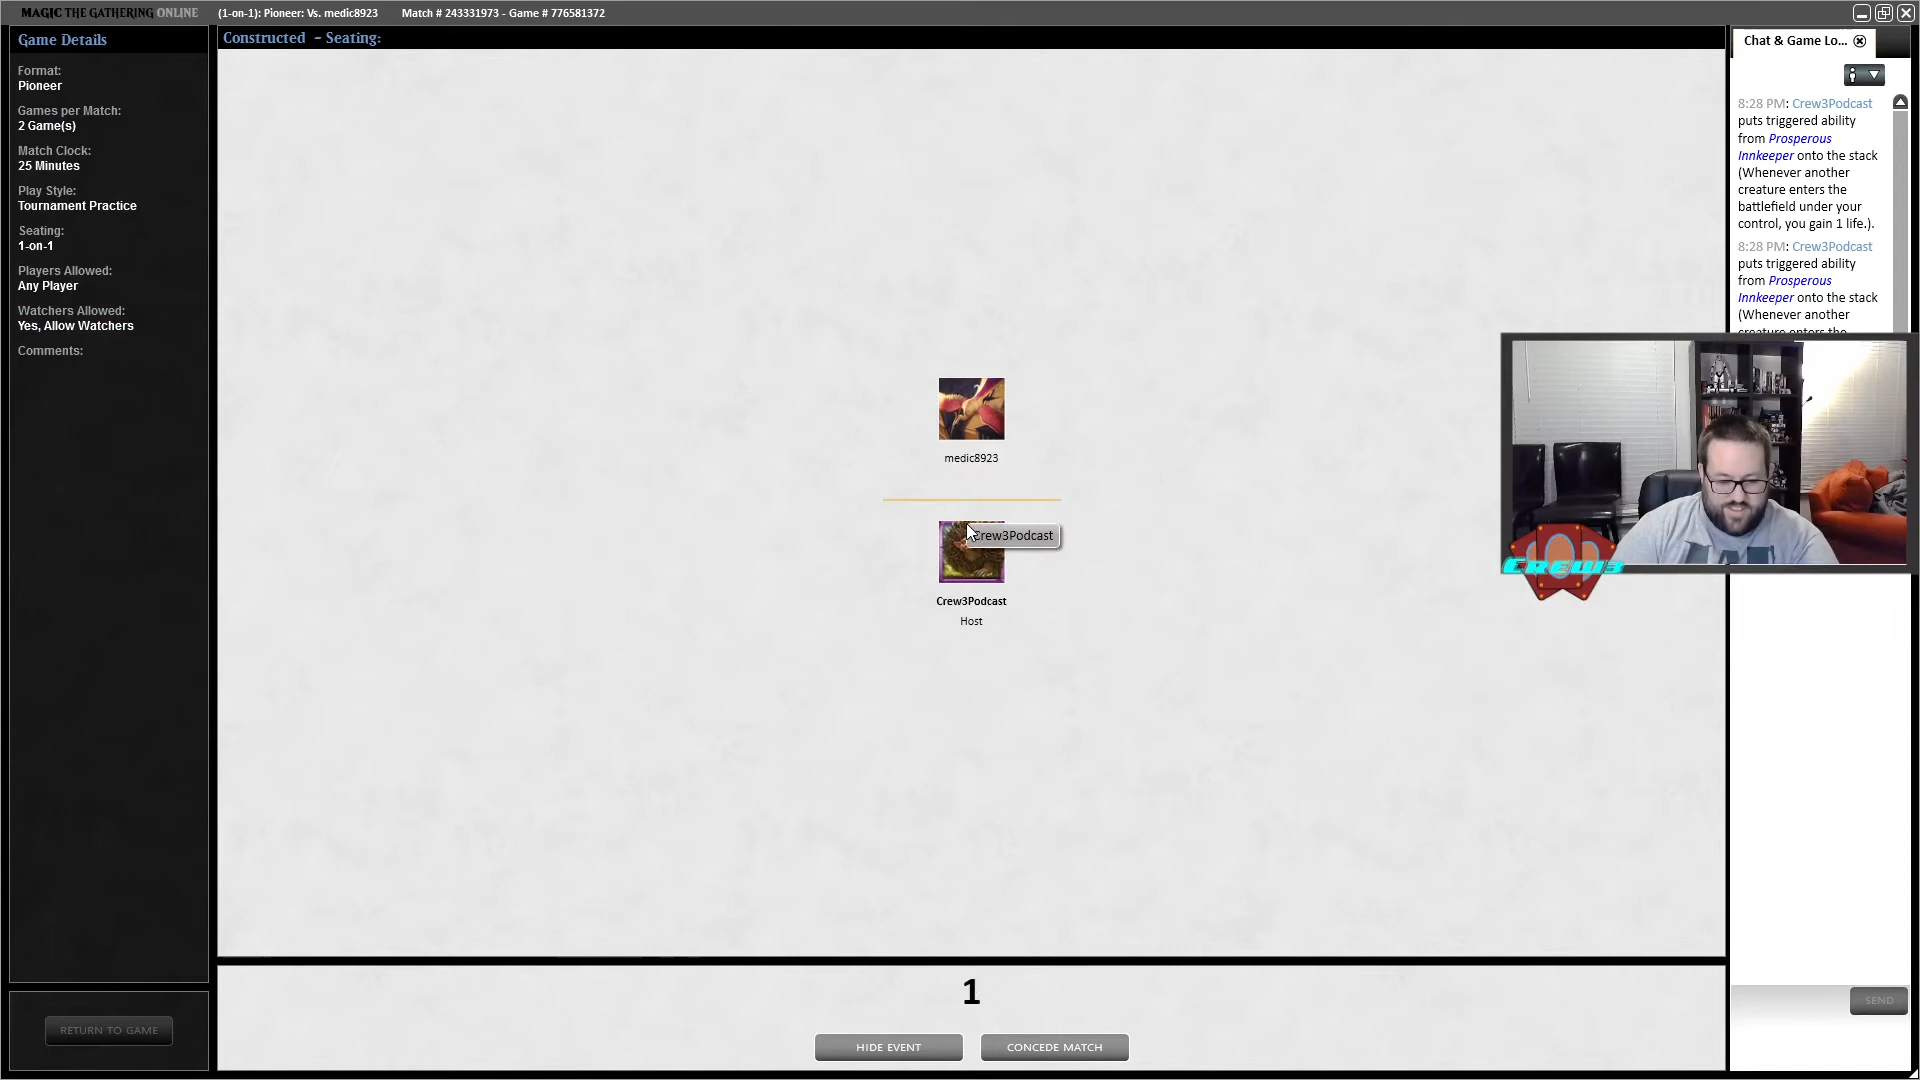 MAGIC THE GATHERING ONLINE (1-on-1): Pioneer: Vs. medic8923 Match # 243331973 - Game # 776581372
Game Details
Format:
Pioneer
Games per Match:
2 Game(s)
Match Clock:
25 Minutes
Play Style:
Tournament Practice
Seating:
1-on-1
Players Allowed:
Any Player
Watchers Allowed:
Yes, Allow Watchers
Comments:
RETURN TO GAME
Constructed - Seating:
medic8923
Crew3Podcast
Crew3Podcast
Host
1
HIDE EVENT
CONCEDE MATCH
Chat & Game Lo...
8:28 PM: Crew3Podcast
puts triggered ability
from Prosperous
Innkeeper onto the stack
(Whenever another
creature enters the
battlefield under your
control, you gain 1 life.).
8:28 PM: Crew3Podcast
puts triggered ability
from Prosperous
Innkeeper onto the stack
(Whenever another
creature enters the
CREW3
SEND